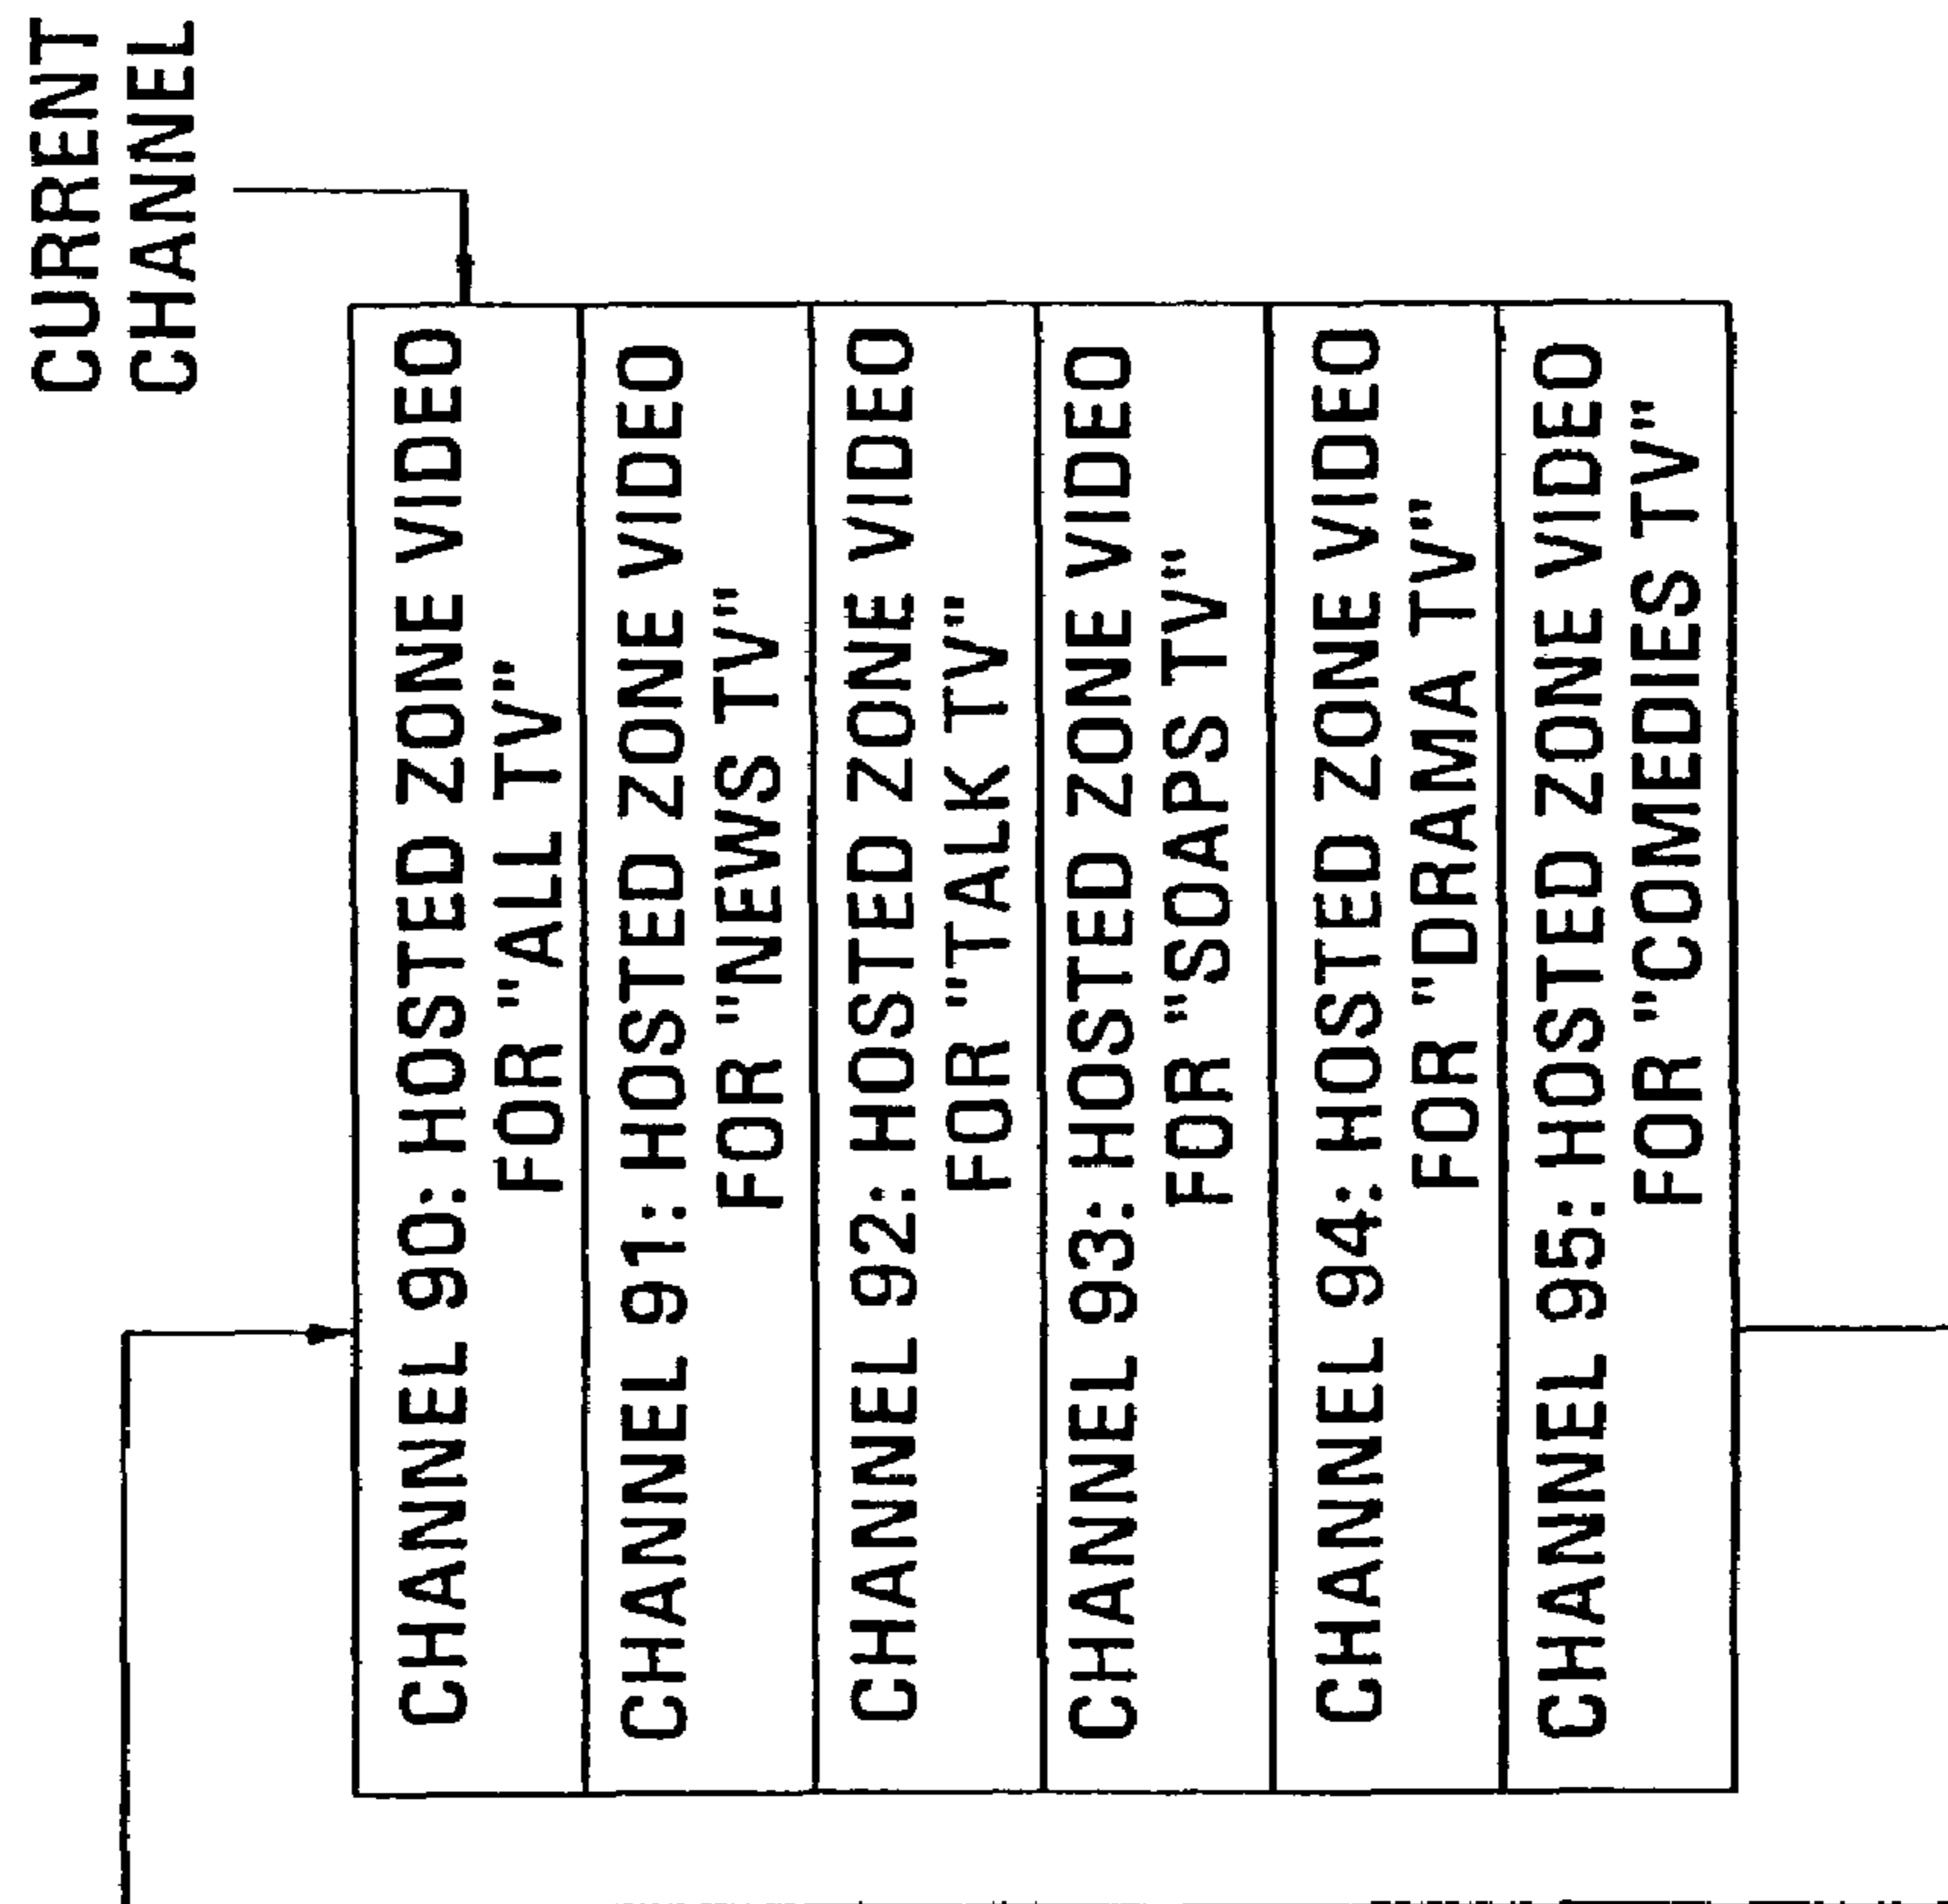 CURRENT
CHANNEL
CHANNEL 90: HOSTED ZONE VIDEO
FOR "ALL TV"
CHANNEL 91: HOSTED ZONE VIDEO
FOR "NEWS TV"
CHANNEL 92: HOSTED ZONE VIDEO
FOR "TALK TV"
CHANNEL 93: HOSTED ZONE VIDEO
FOR "SOAPS TV"
CHANNEL 94: HOSTED ZONE VIDEO
FOR "DRAMA TV"
CHANNEL 95: HOSTED ZONE VIDEO
FOR "COMEDIES TV"